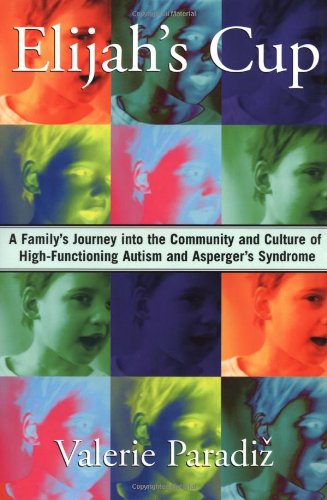 Elijah's Cup
A Family's Journey into the Community and Culture of
High-Functioning Autism and Asperger's Syndrome
Valerie Paradiž